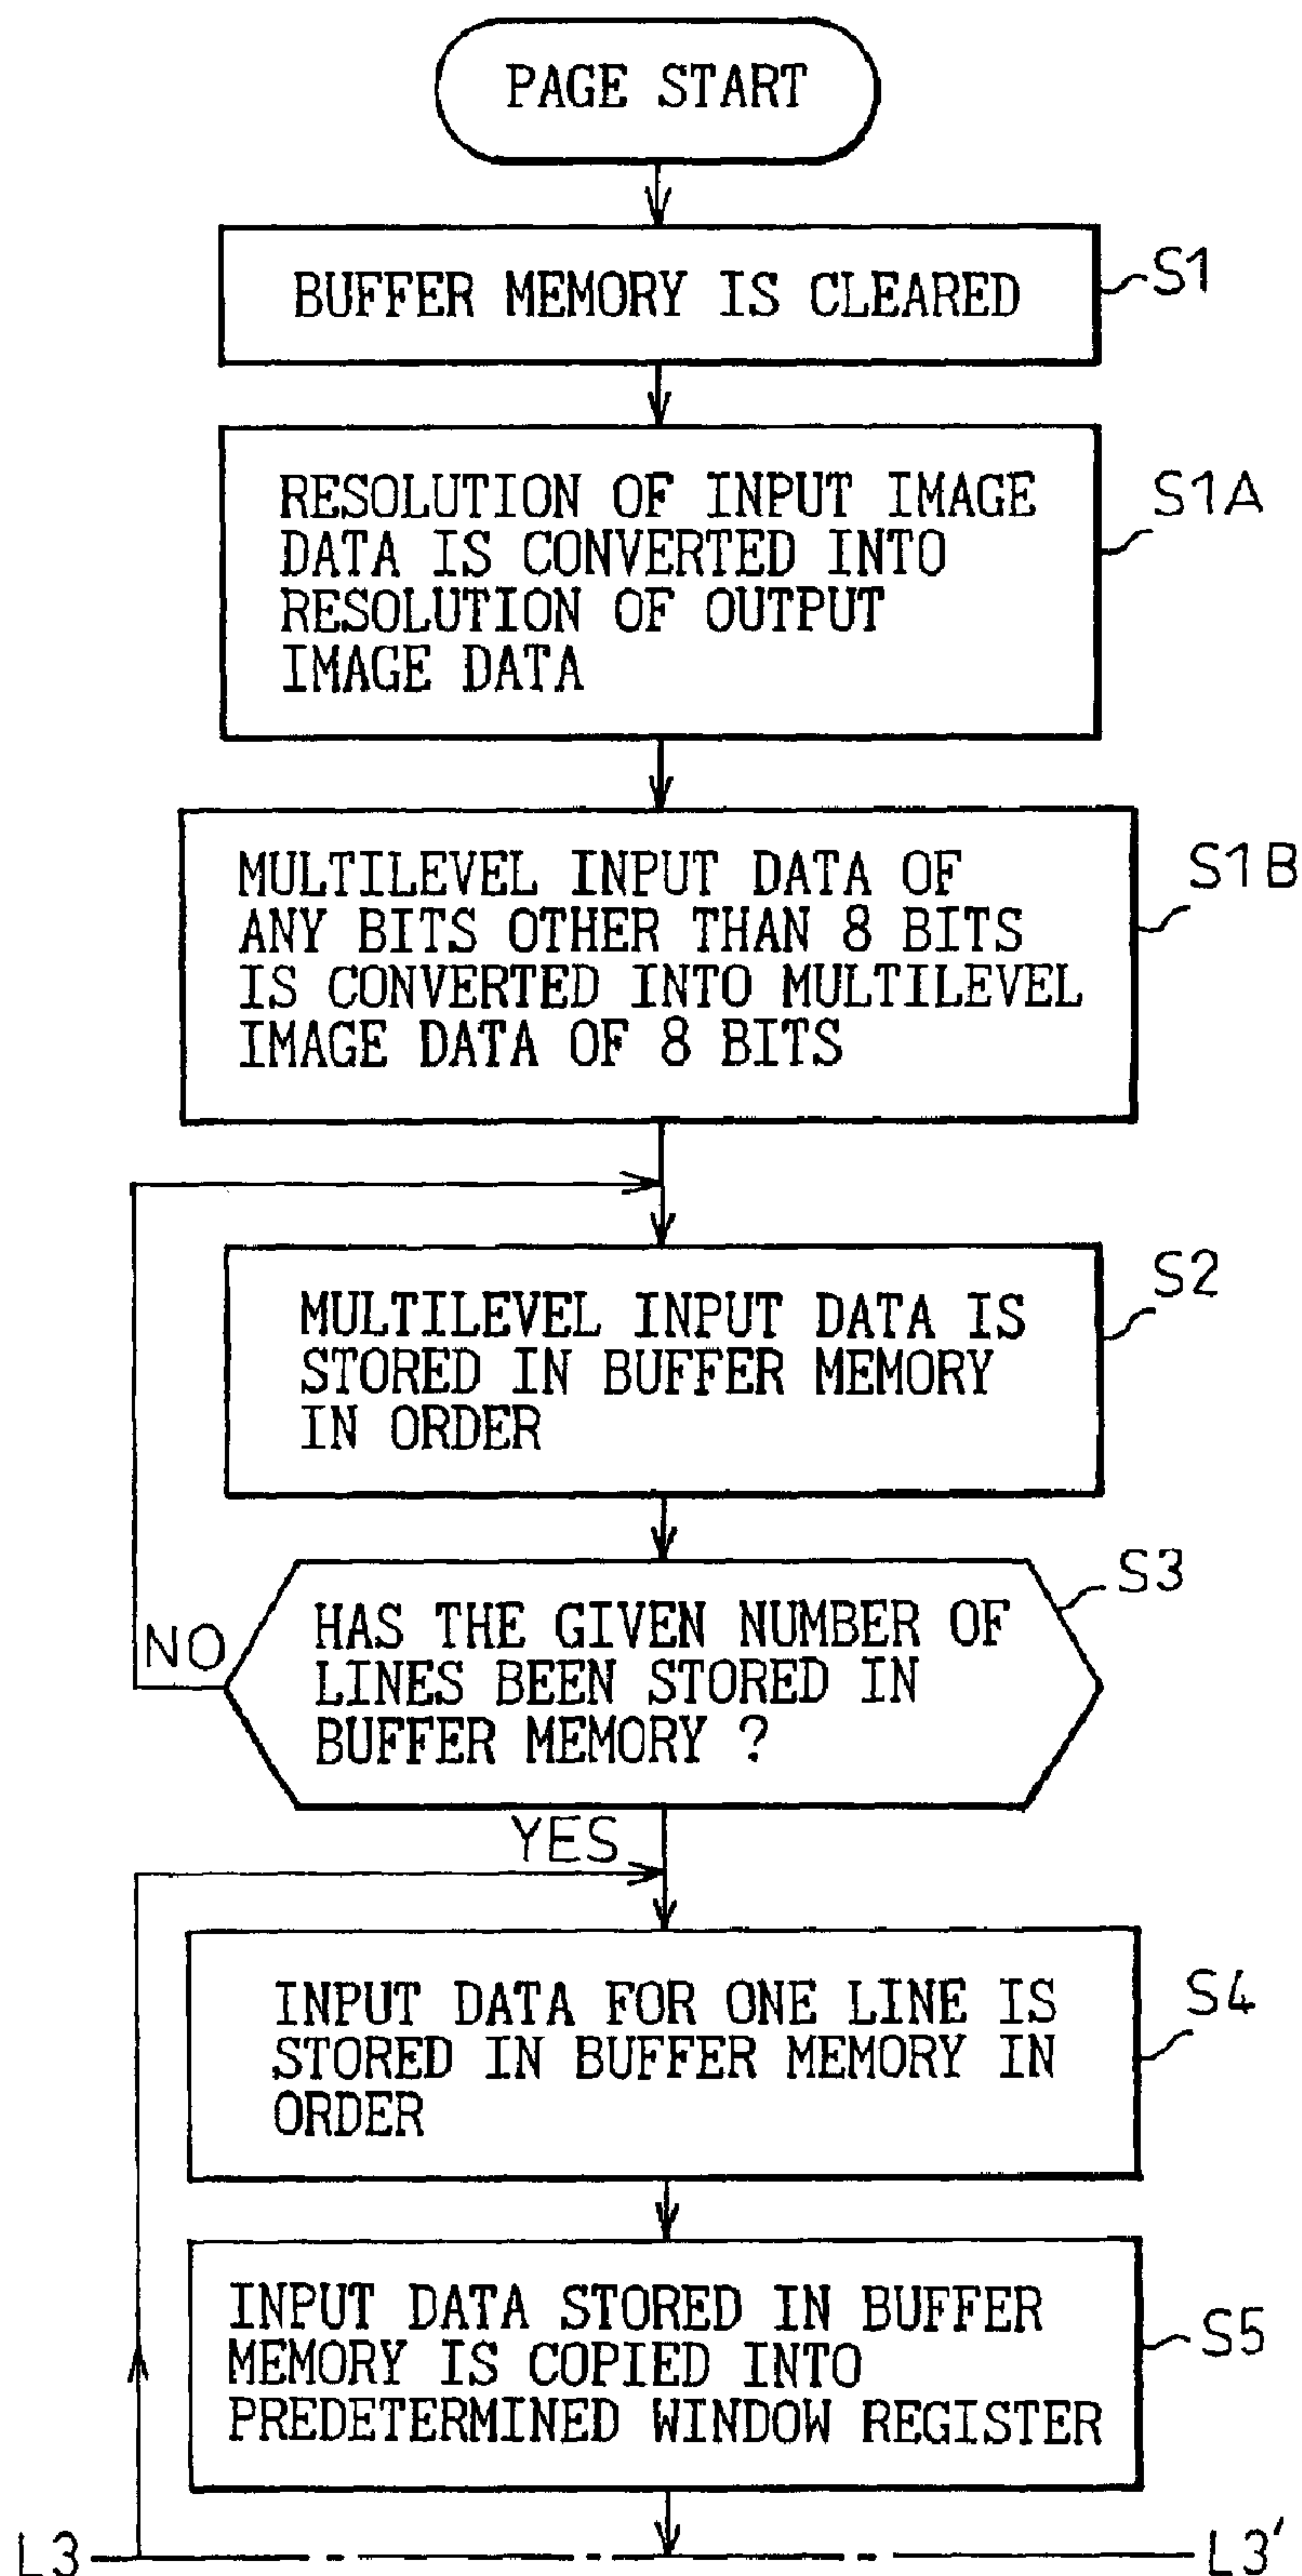 PAGE START
BUFFER MEMORY IS CLEARED
S1
RESOLUTION OF INPUT IMAGE
DATA IS CONVERTED INTO
RESOLUTION OF OUTPUT
IMAGE DATA
S1A
MULTILEVEL INPUT DATA OF
ANY BITS OTHER THAN 8 BITS
IS CONVERTED INTO MULTILEVEL
IMAGE DATA OF 8 BITS
S1B
MULTILEVEL INPUT DATA IS
STORED IN BUFFER MEMORY
IN ORDER
S2
HAS THE GIVEN NUMBER OF
LINES BEEN STORED IN
BUFFER MEMORY ?
S3
NO
YES
INPUT DATA FOR ONE LINE IS
STORED IN BUFFER MEMORY IN
ORDER
S4
INPUT DATA STORED IN BUFFER
MEMORY IS COPIED INTO
PREDETERMINED WINDOW REGISTER
S5
L3
L3'